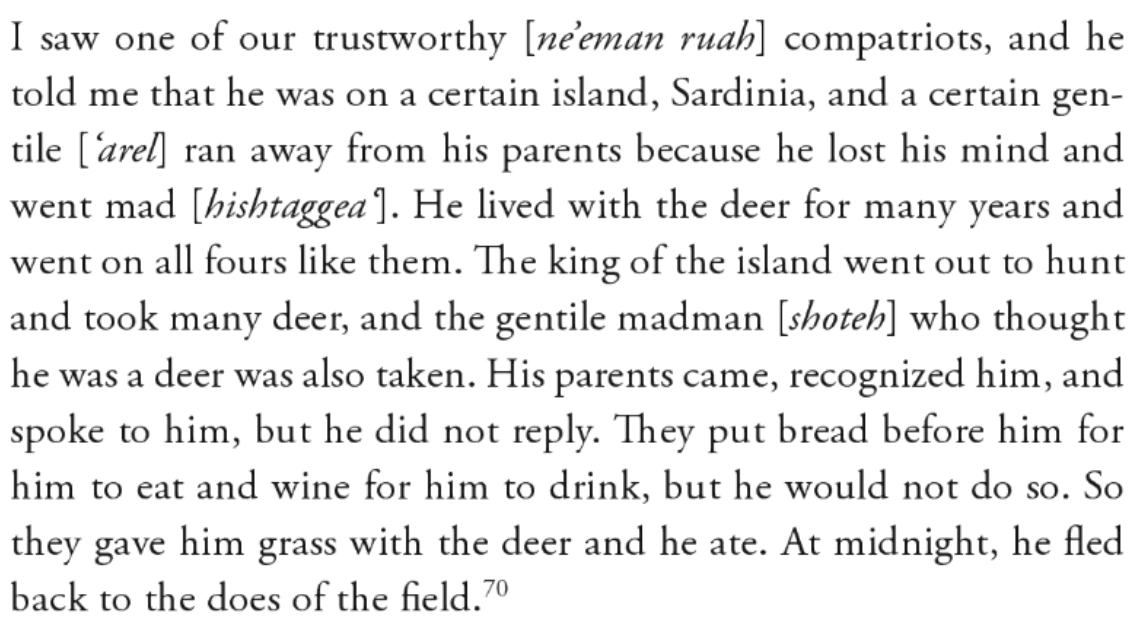 I saw one of our trustworthy [ne’eman ruaḥ] compatriots, and he
told me that he was on a certain island, Sardinia, and a certain gen-
tile [‘arel] ran away from his parents because he lost his mind and
went mad [hishtaggea‘]. He lived with the deer for many years and
went on all fours like them. The king of the island went out to hunt
and took many deer, and the gentile madman [shoteh] who thought
he was a deer was also taken. His parents came, recognized him, and
spoke to him, but he did not reply. They put bread before him for
him to eat and wine for him to drink, but he would not do so. So
they gave him grass with the deer and he ate. At midnight, he fled
back to the does of the field.70